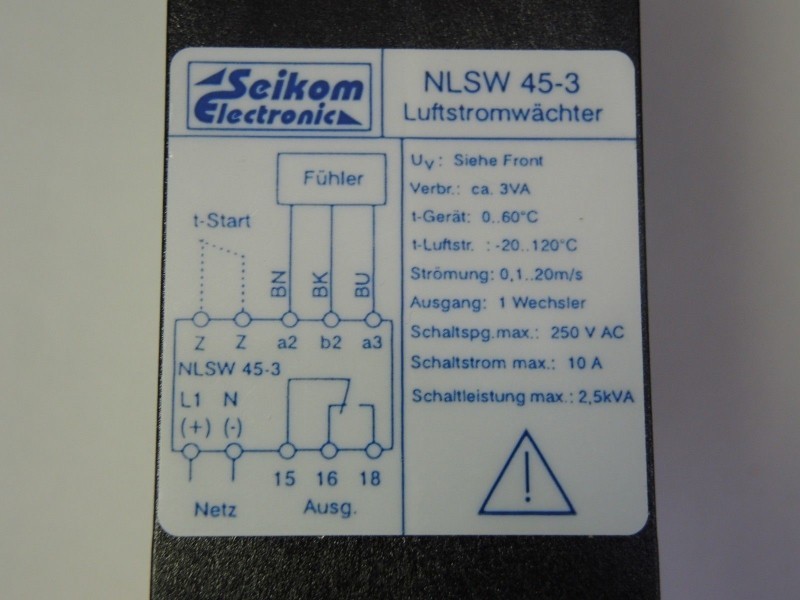 Seikom
Electronic
NLSW 45-3
Luftstromwächter
Fühler
t-Start
BN BK BU
Z Z a2 b2 a3
NLSW 45-3
L1 N
(+) (-)
15 16 18
Netz Ausg.
Uv: Siehe Front
Verbr.: ca. 3VA
t-Gerät: 0..60°C
t-Luftstr. : -20..120°C
Strömung: 0,1..20m/s
Ausgang: 1 Wechsler
Schaltspg.max.: 250 V AC
Schaltstrom max.: 10 A
Schaltleistung max.: 2,5kVA
!